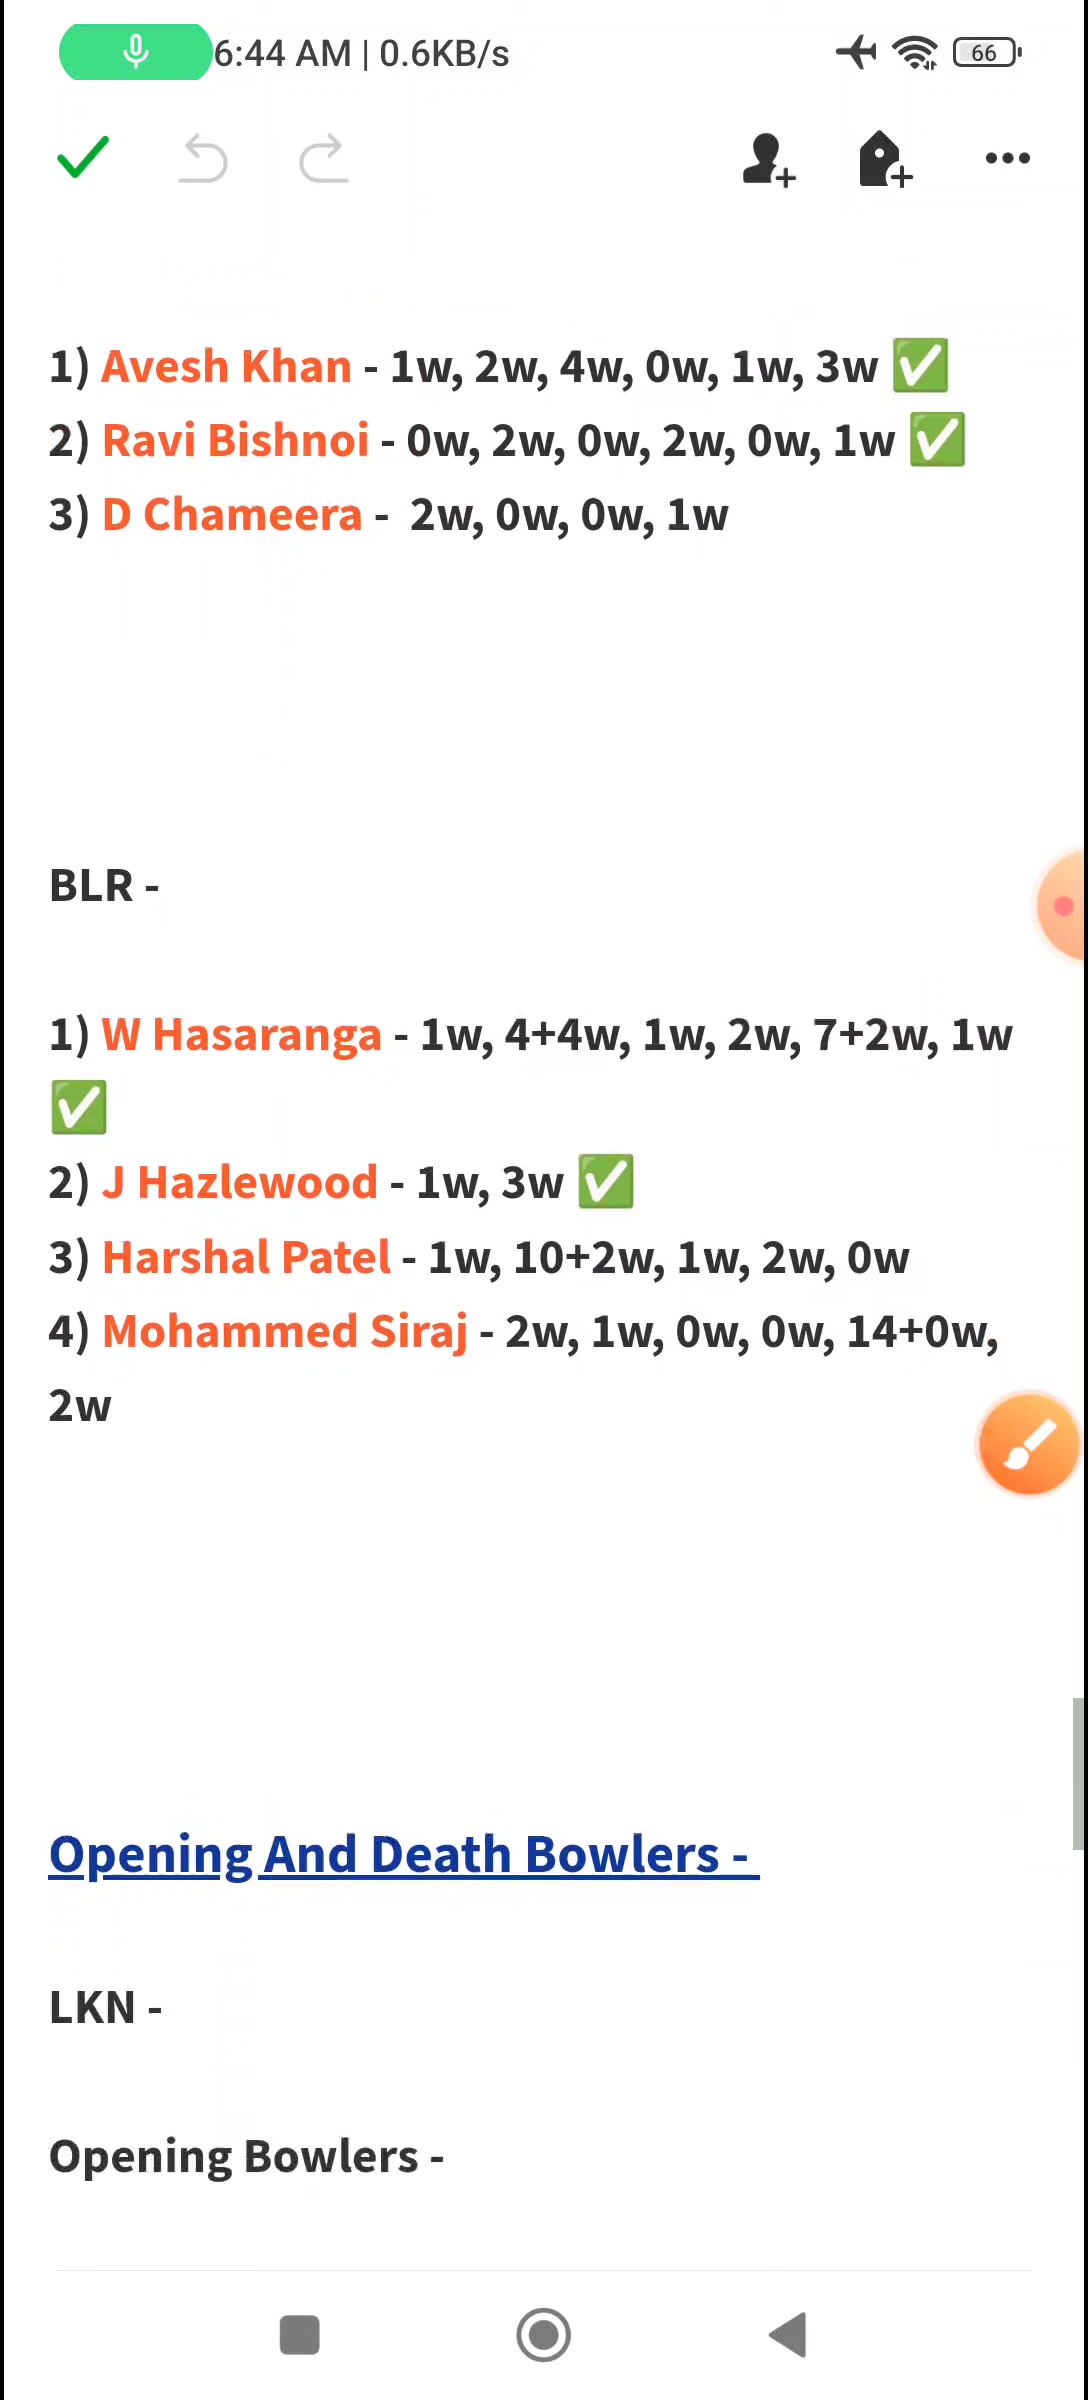 6:44 AM | 0.6KB/s
66
1) Avesh Khan - 1w, 2w, 4w, 0w, 1w, 3w ✅
2) Ravi Bishnoi - 0w, 2w, 0w, 2w, 0w, 1w ✅
3) D Chameera - 2w, 0w, 0w, 1w
BLR -
1) W Hasaranga - 1w, 4+4w, 1w, 2w, 7+2w, 1w
✅
2) J Hazlewood - 1w, 3w ✅
3) Harshal Patel - 1w, 10+2w, 1w, 2w, 0w
4) Mohammed Siraj - 2w, 1w, 0w, 0w, 14+0w,
2w
Opening And Death Bowlers -
LKN -
Opening Bowlers -